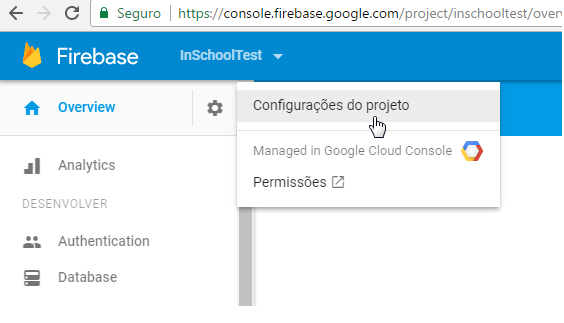 Seguro
https://console.firebase.google.com/project/inschooltest/over
Firebase
InSchoolTest
Overview
Configurações do projeto
Managed in Google Cloud Console
Permissões
Analytics
DESENVOLVER
Authentication
Database